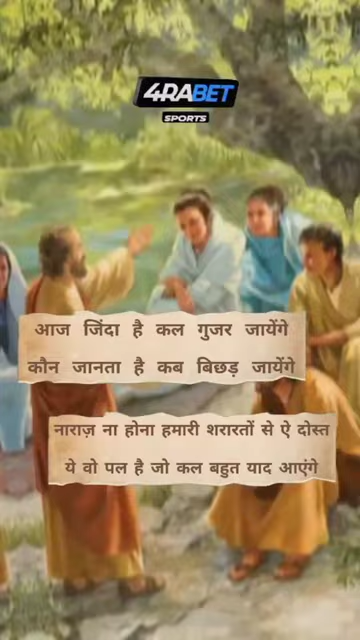 4RABET
SPORTS
आज जिंदा है कल गुजर जायेंगे
कौन जानता है कब बिछड़ जायेंगे
नाराज़ ना होना हमारी शरारतों से ऐ दोस्त
ये वो पल है जो कल बहुत याद आएंगे